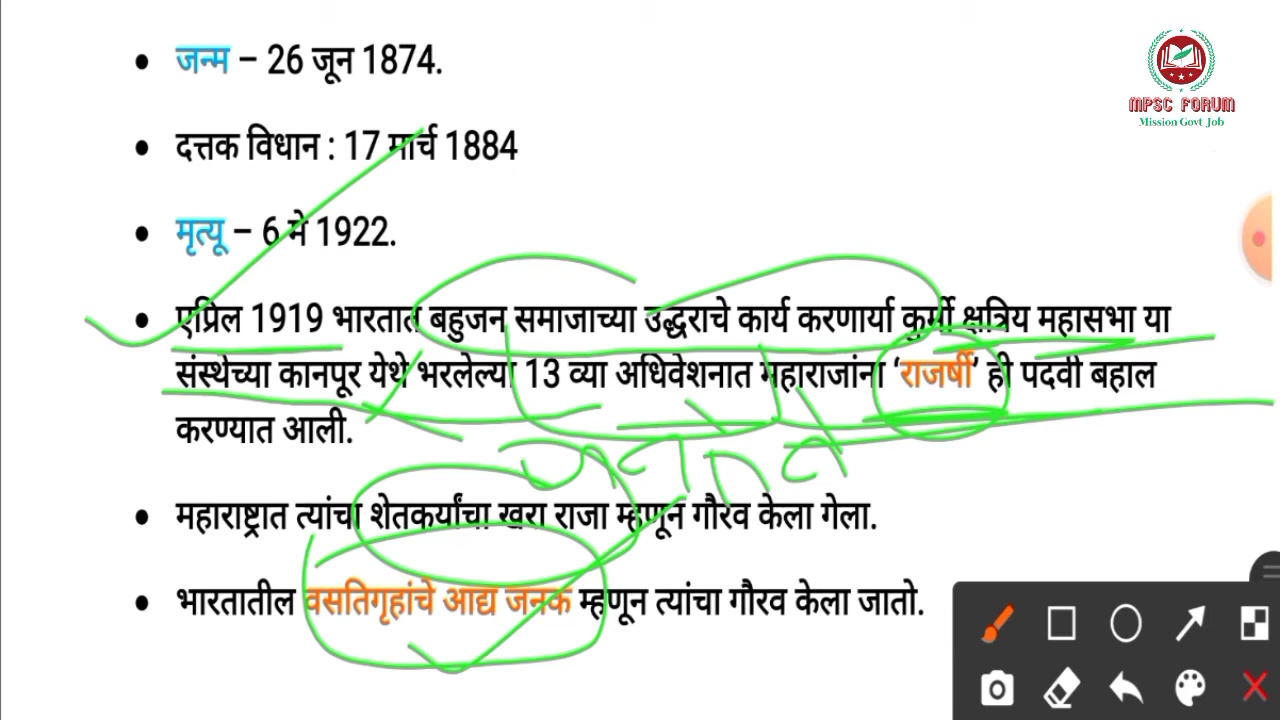 जन्म – 26 जून 1874.
MPSC FORUM
Mission Govt Job
दत्तक विधान : 17 मार्च 1884
मृत्यू – 6 मे 1922.
एप्रिल 1919 भारतात बहुजन समाजाच्या उद्धराचे कार्य करणार्या कुर्मी क्षत्रिय महासभा या
संस्थेच्या कानपूर येथे भरलेल्या 13 व्या अधिवेशनात महाराजांना ‘राजर्षी’ ही पदवी बहाल
करण्यात आली.
महाराष्ट्रात त्यांचा शेतकर्यांचा खरा राजा म्हणून गौरव केला गेला.
भारतातील वसतिगृहांचे आद्य जनक म्हणून त्यांचा गौरव केला जातो.